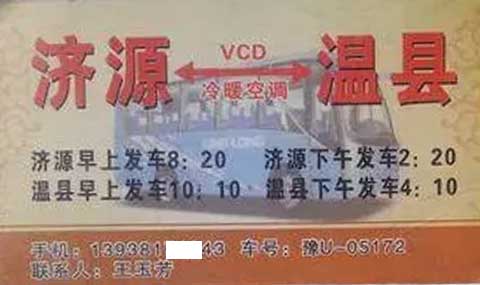 济源 VCD 温县
冷暖空调
济源早上发车8：20 济源下午发车2：20
温县早上发车10：10 温县下午发车4：10
手机：13938143 车号：豫U-05172
联系人：王玉芳